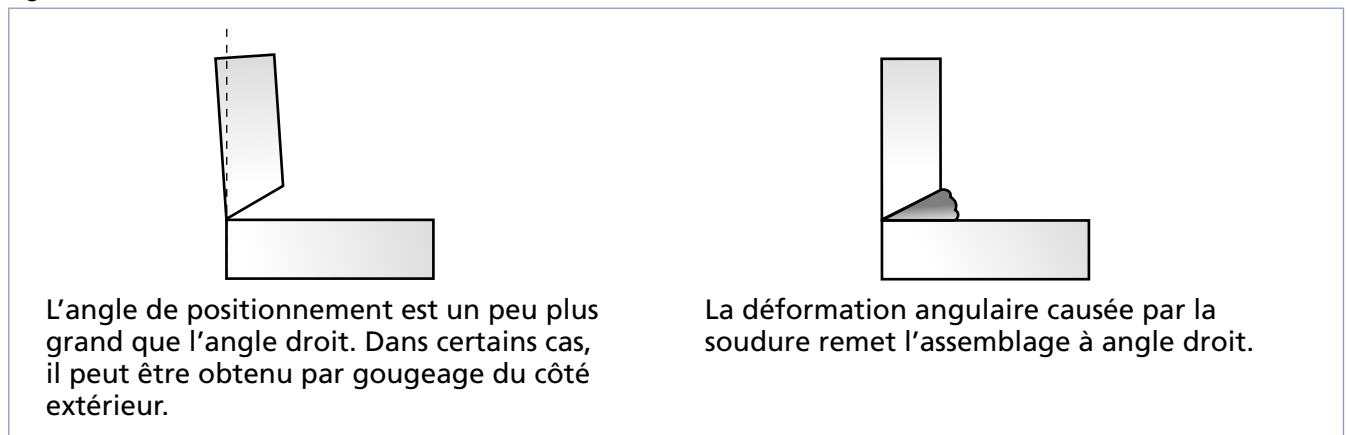 L’angle de positionnement est un peu plus
grand que l’angle droit. Dans certains cas,
il peut être obtenu par gougeage du côté
extérieur.
La déformation angulaire causée par la
soudure remet l’assemblage à angle droit.